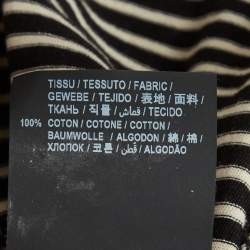 TISSU / TESSUTO / FABRIC /
GEWEBE / TEJIDO / 表地 / 面料 /
ТКАНЬ / 직물 / قماش / TECIDO
100% COTON / COTONE / COTTON /
BAUMWOLLE / ALGODON / 綿 / 棉 /
ХЛОПОК / 코튼 / قطن / ALGODÃO